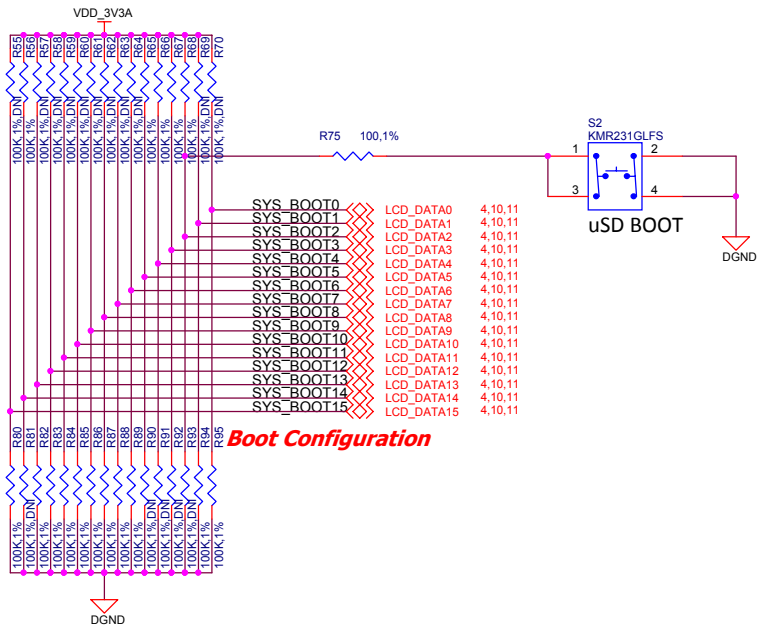 VDD_3V3A
R55
R56
R57
R58
R59
R60
R61
R62
R63
R64
R65
R66
R67
R68
R69
R70
100K,1%,DNI
100K,1%
100K,1%,DNI
100K,1%,DNI
100K,1%,DNI
100K,1%,DNI
100K,1%,DNI
100K,1%,DNI
100K,1%,DNI
100K,1%,DNI
100K,1%
100K,1%
100K,1%
100K,1%
100K,1%,DNI
100K,1%,DNI
R75 100,1%
S2
KMR231GLFS
1 2
3 4
uSD BOOT
DGND
SYS_BOOT0 LCD_DATA0 4,10,11
SYS_BOOT1 LCD_DATA1 4,10,11
SYS_BOOT2 LCD_DATA2 4,10,11
SYS_BOOT3 LCD_DATA3 4,10,11
SYS_BOOT4 LCD_DATA4 4,10,11
SYS_BOOT5 LCD_DATA5 4,10,11
SYS_BOOT6 LCD_DATA6 4,10,11
SYS_BOOT7 LCD_DATA7 4,10,11
SYS_BOOT8 LCD_DATA8 4,10,11
SYS_BOOT9 LCD_DATA9 4,10,11
SYS_BOOT10 LCD_DATA10 4,10,11
SYS_BOOT11 LCD_DATA11 4,10,11
SYS_BOOT12 LCD_DATA12 4,10,11
SYS_BOOT13 LCD_DATA13 4,10,11
SYS_BOOT14 LCD_DATA14 4,10,11
SYS_BOOT15 LCD_DATA15 4,10,11
Boot Configuration
R80
R81
R82
R83
R84
R85
R86
R87
R88
R89
R90
R91
R92
R93
R94
R95
100K,1%
100K,1%,DNI
100K,1%
100K,1%
100K,1%
100K,1%
100K,1%
100K,1%
100K,1%
100K,1%
100K,1%,DNI
100K,1%,DNI
100K,1%,DNI
100K,1%,DNI
100K,1%
100K,1%
DGND